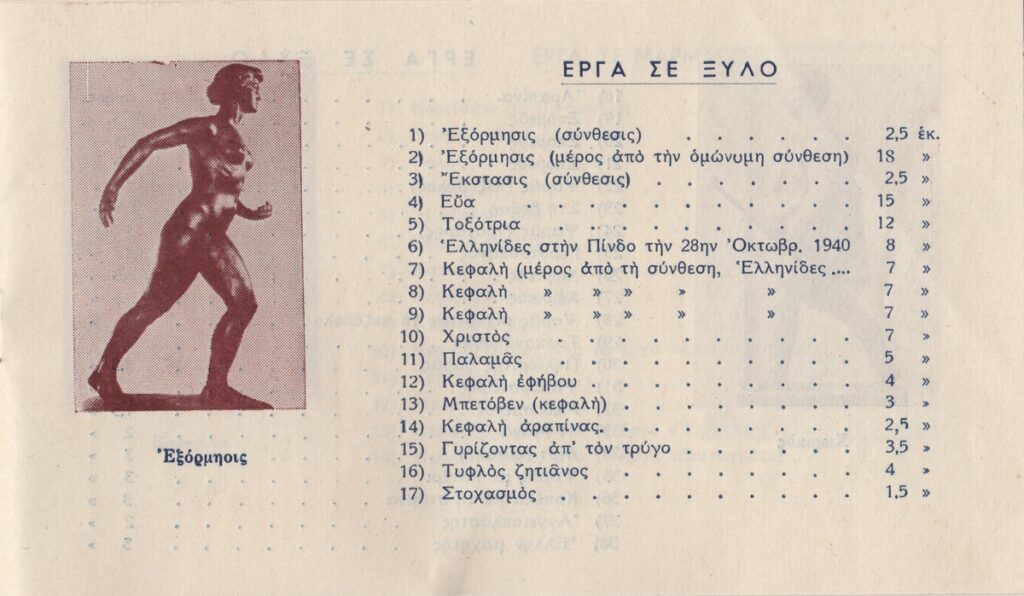 ΕΡΓΑ ΣΕ ΞΥΛΟ
1) Ἐξόρμησις (σύνθεσις) . . . . . . 2,5 ἑκ.
2) Ἐξόρμησις (μέρος ἀπὸ τὴν ὁμώνυμη σύνθεση) 18 »
3) Ἔκστασις (σύνθεσις) . . . . . . . 2,5 »
4) Εὔα . . . . . . . . . . 15 »
5) Τοξότρια . . . . . . . . . . 12 »
6) Ἑλληνίδες στὴν Πίνδο τὴν 28ην Ὀκτωβρ. 1940 8 »
7) Κεφαλὴ (μέρος ἀπὸ τὴ σύνθεση, Ἑλληνίδες .... 7 »
8) Κεφαλὴ » » » » » 7 »
9) Κεφαλὴ » » » » » 7 »
10) Χριστὸς . . . . . . . . . 7 »
11) Παλαμᾶς . . . . . . . . . 5 »
12) Κεφαλὴ ἐφήβου . . . . . . . . 4 »
13) Μπετόβεν (κεφαλὴ) . . . . . . . 3 »
14) Κεφαλὴ ἀραπίνας. . . . . . . . 2,5 »
15) Γυρίζοντας ἀπ' τὸν τρύγο . . . . . . 3,5 »
16) Τυφλὸς ζητιᾶνος . . . . . . . . 4 »
17) Στοχασμὸς . . . . . . . . . 1,5 »
Ἐξόρμηοις